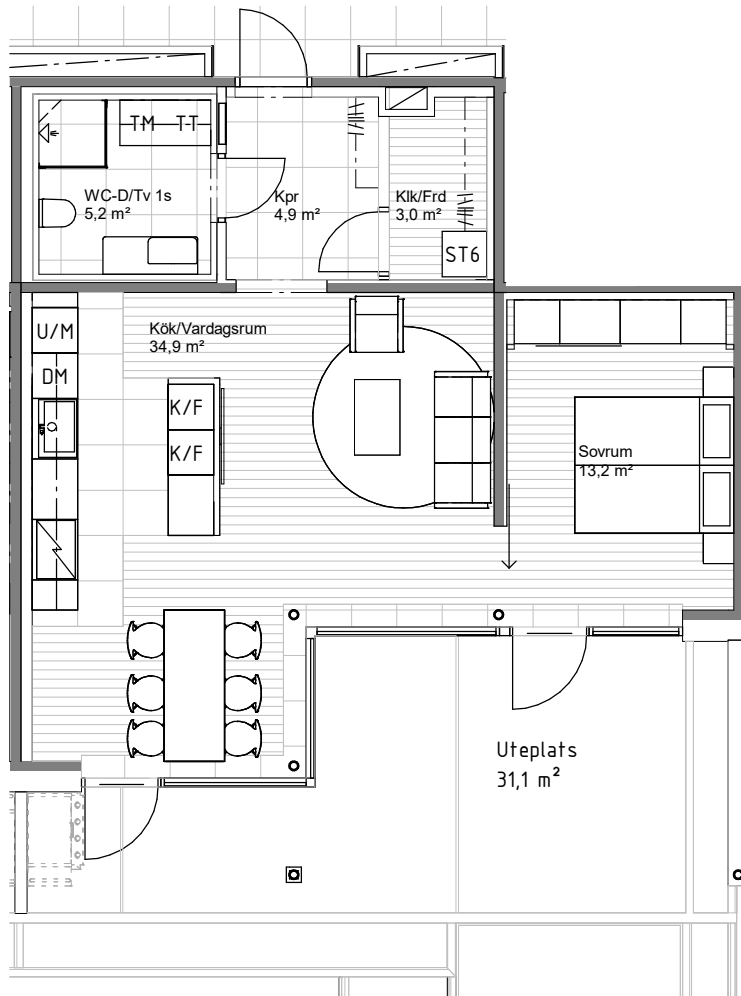 TM T-T
WC-D/Tv 1s
5,2 m²
Kpr
4,9 m²
Klk/Frd
3,0 m²
ST6
U/M
DM
Kök/Vardagsrum
34,9 m²
K/F
K/F
Sovrum
13,2 m²
Uteplats
31,1 m²